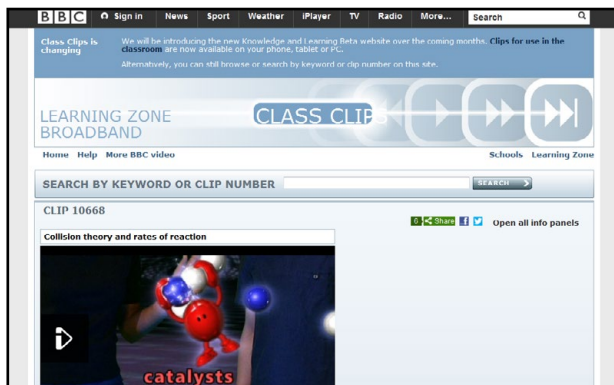 BBC Sign in News Sport Weather iPlayer TV Radio More... Search
Class Clips is changing
We will be introducing the new Knowledge and Learning Beta website over the coming months. Clips for use in the
classroom are now available on your phone, tablet or PC.
Alternatively, you can still browse or search by keyword or clip number on this site.
LEARNING ZONE
BROADBAND
CLASS CLIPS
Home Help More BBC video Schools Learning Zone
SEARCH BY KEYWORD OR CLIP NUMBER SEARCH
CLIP 10668
0 Share Open all info panels
Collision theory and rates of reaction
catalysts